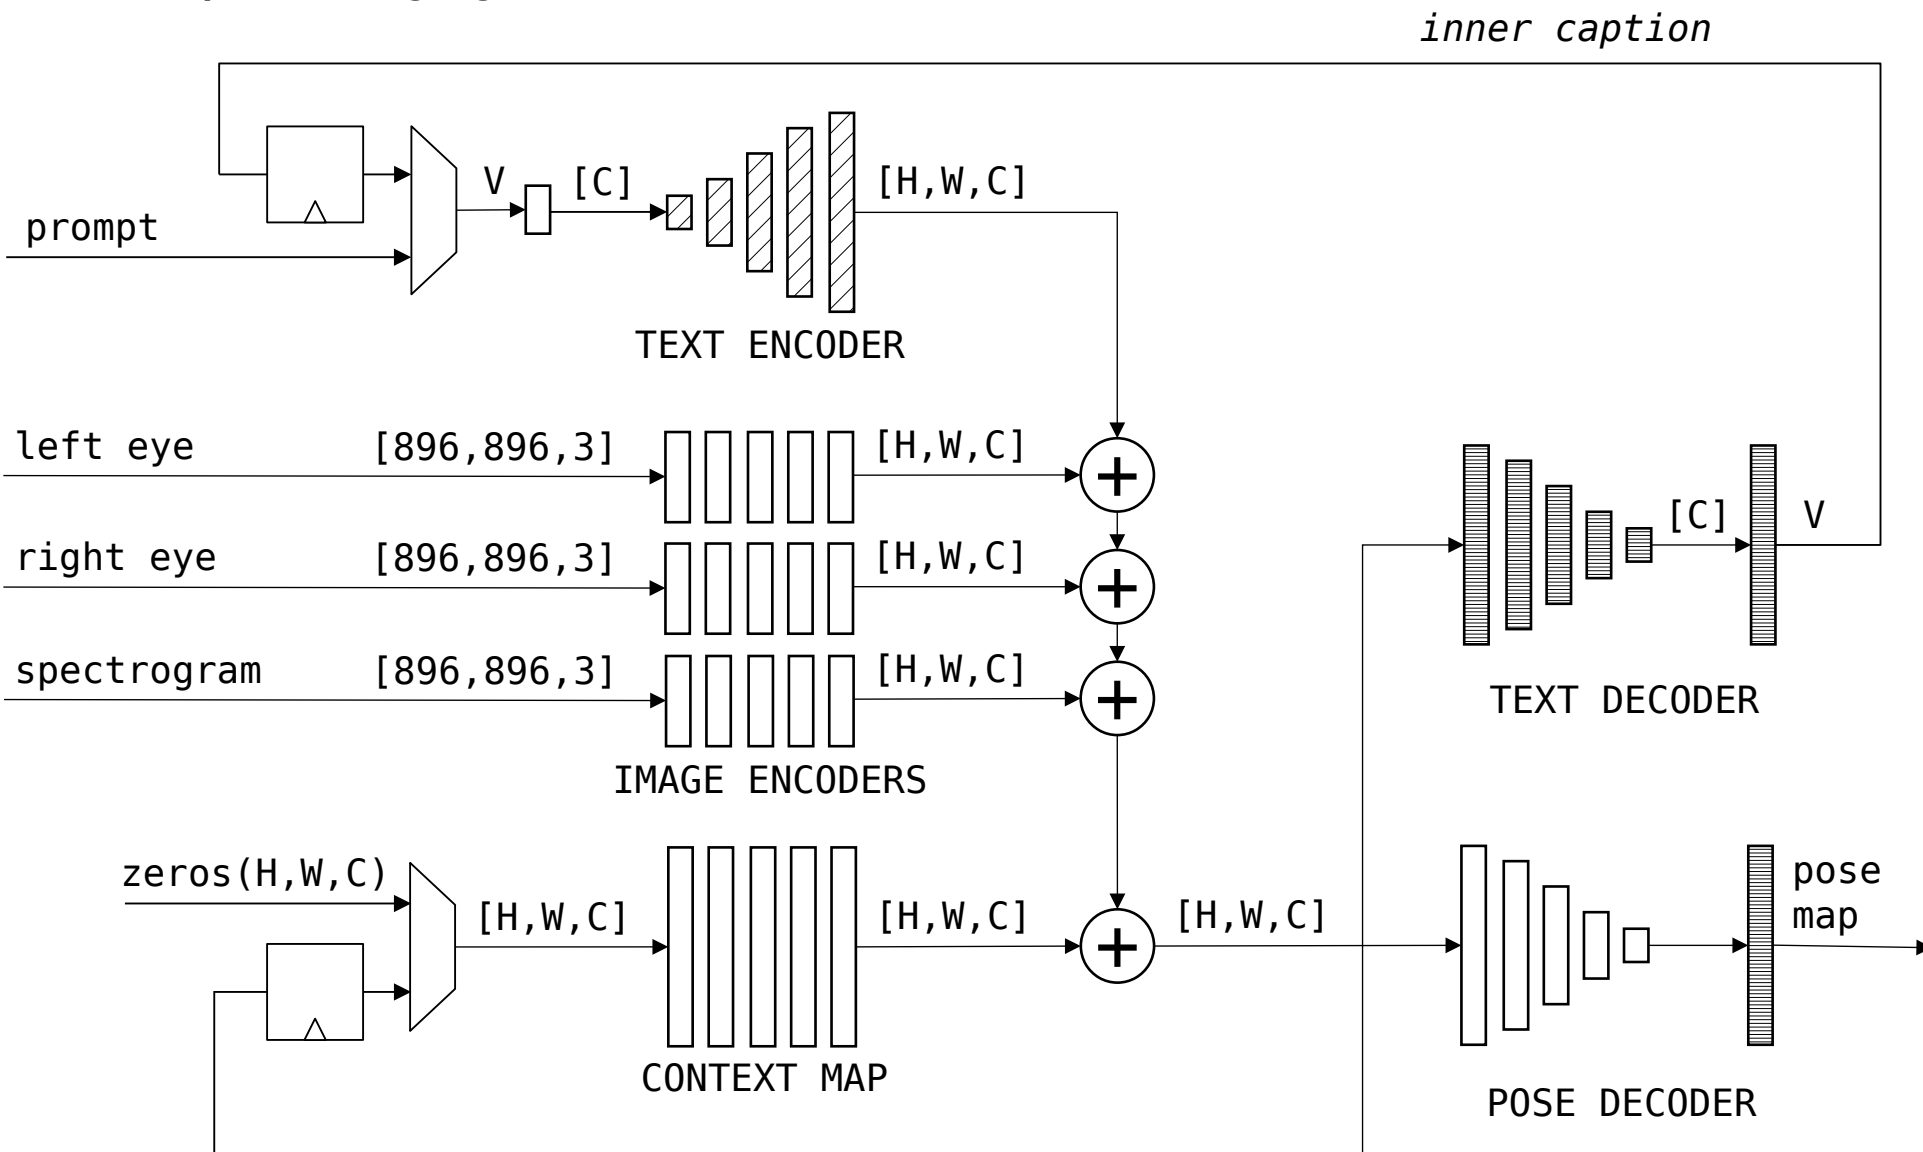 inner caption
V
[C]
[H,W,C]
prompt
TEXT ENCODER
left eye
[896,896,3]
[H,W,C]
right eye
[896,896,3]
[H,W,C]
[C]
V
spectrogram
[896,896,3]
[H,W,C]
TEXT DECODER
IMAGE ENCODERS
zeros(H,W,C)
[H,W,C]
[H,W,C]
[H,W,C]
pose
map
CONTEXT MAP
POSE DECODER